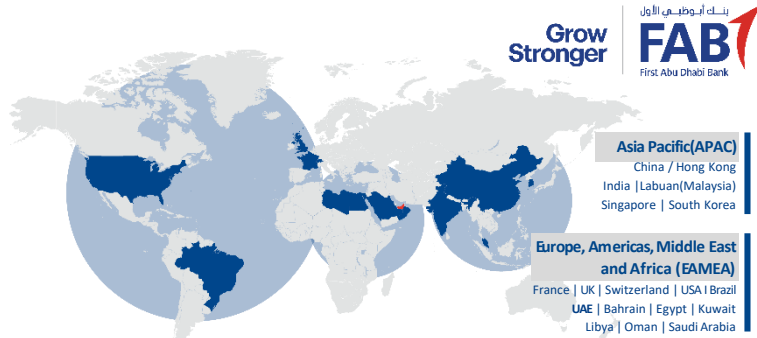 Grow
Stronger
بنك أبوظبي الأول
FAB
First Abu Dhabi Bank
Asia Pacific(APAC)
China / Hong Kong
India |Labuan(Malaysia)
Singapore | South Korea
Europe, Americas, Middle East
and Africa (EAMEA)
France | UK | Switzerland | USA I Brazil
UAE | Bahrain | Egypt | Kuwait
Libya | Oman | Saudi Arabia